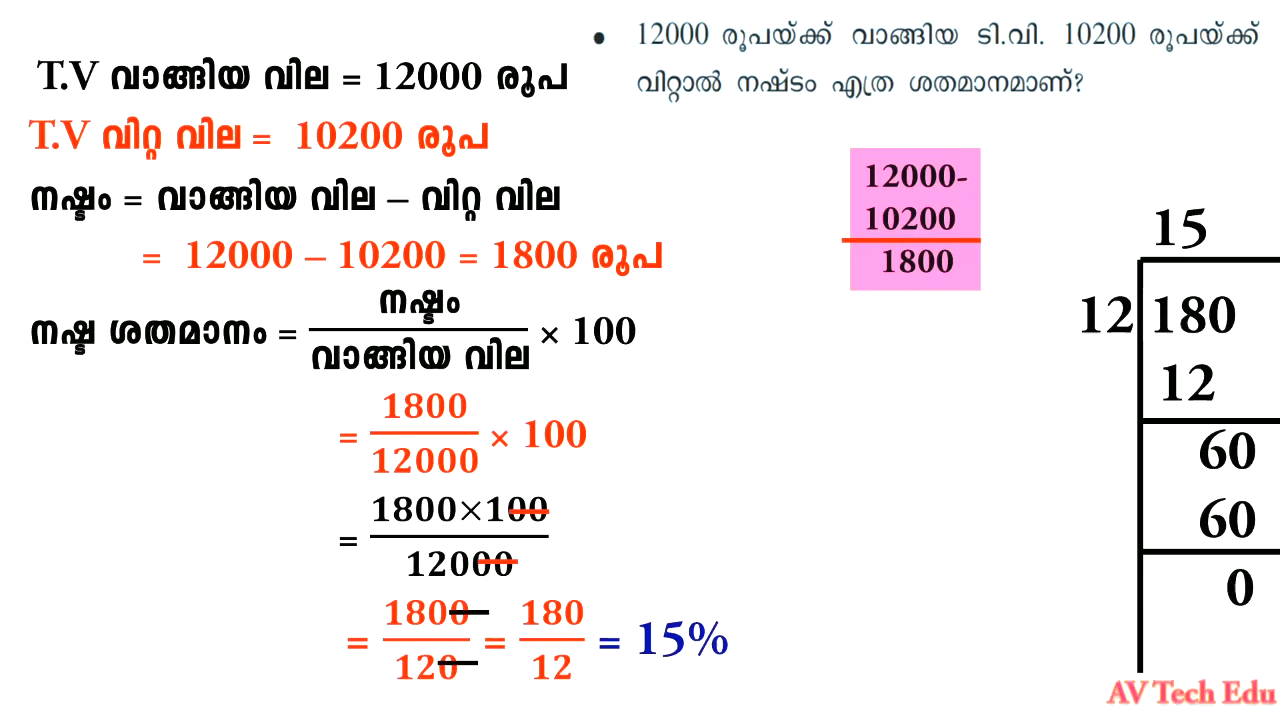 • 12000 രൂപയ്ക്ക് വാങ്ങിയ ടി.വി. 10200 രൂപയ്ക്ക്
വിറ്റാൽ നഷ്ടം എത്ര ശതമാനമാണ്?
T.V വാങ്ങിയ വില = 12000 രൂപ
T.V വിറ്റ വില = 10200 രൂപ
നഷ്ടം = വാങ്ങിയ വില – വിറ്റ വില
= 12000 – 10200 = 1800 രൂപ
നഷ്ടം
നഷ്ട ശതമാനം = × 100
വാങ്ങിയ വില
1800
= × 100
12000
1800×100
=
12000
1800 180
= = = 15%
120 12
12000-
10200
1800
15
12 180
12
60
60
0
AV Tech Edu